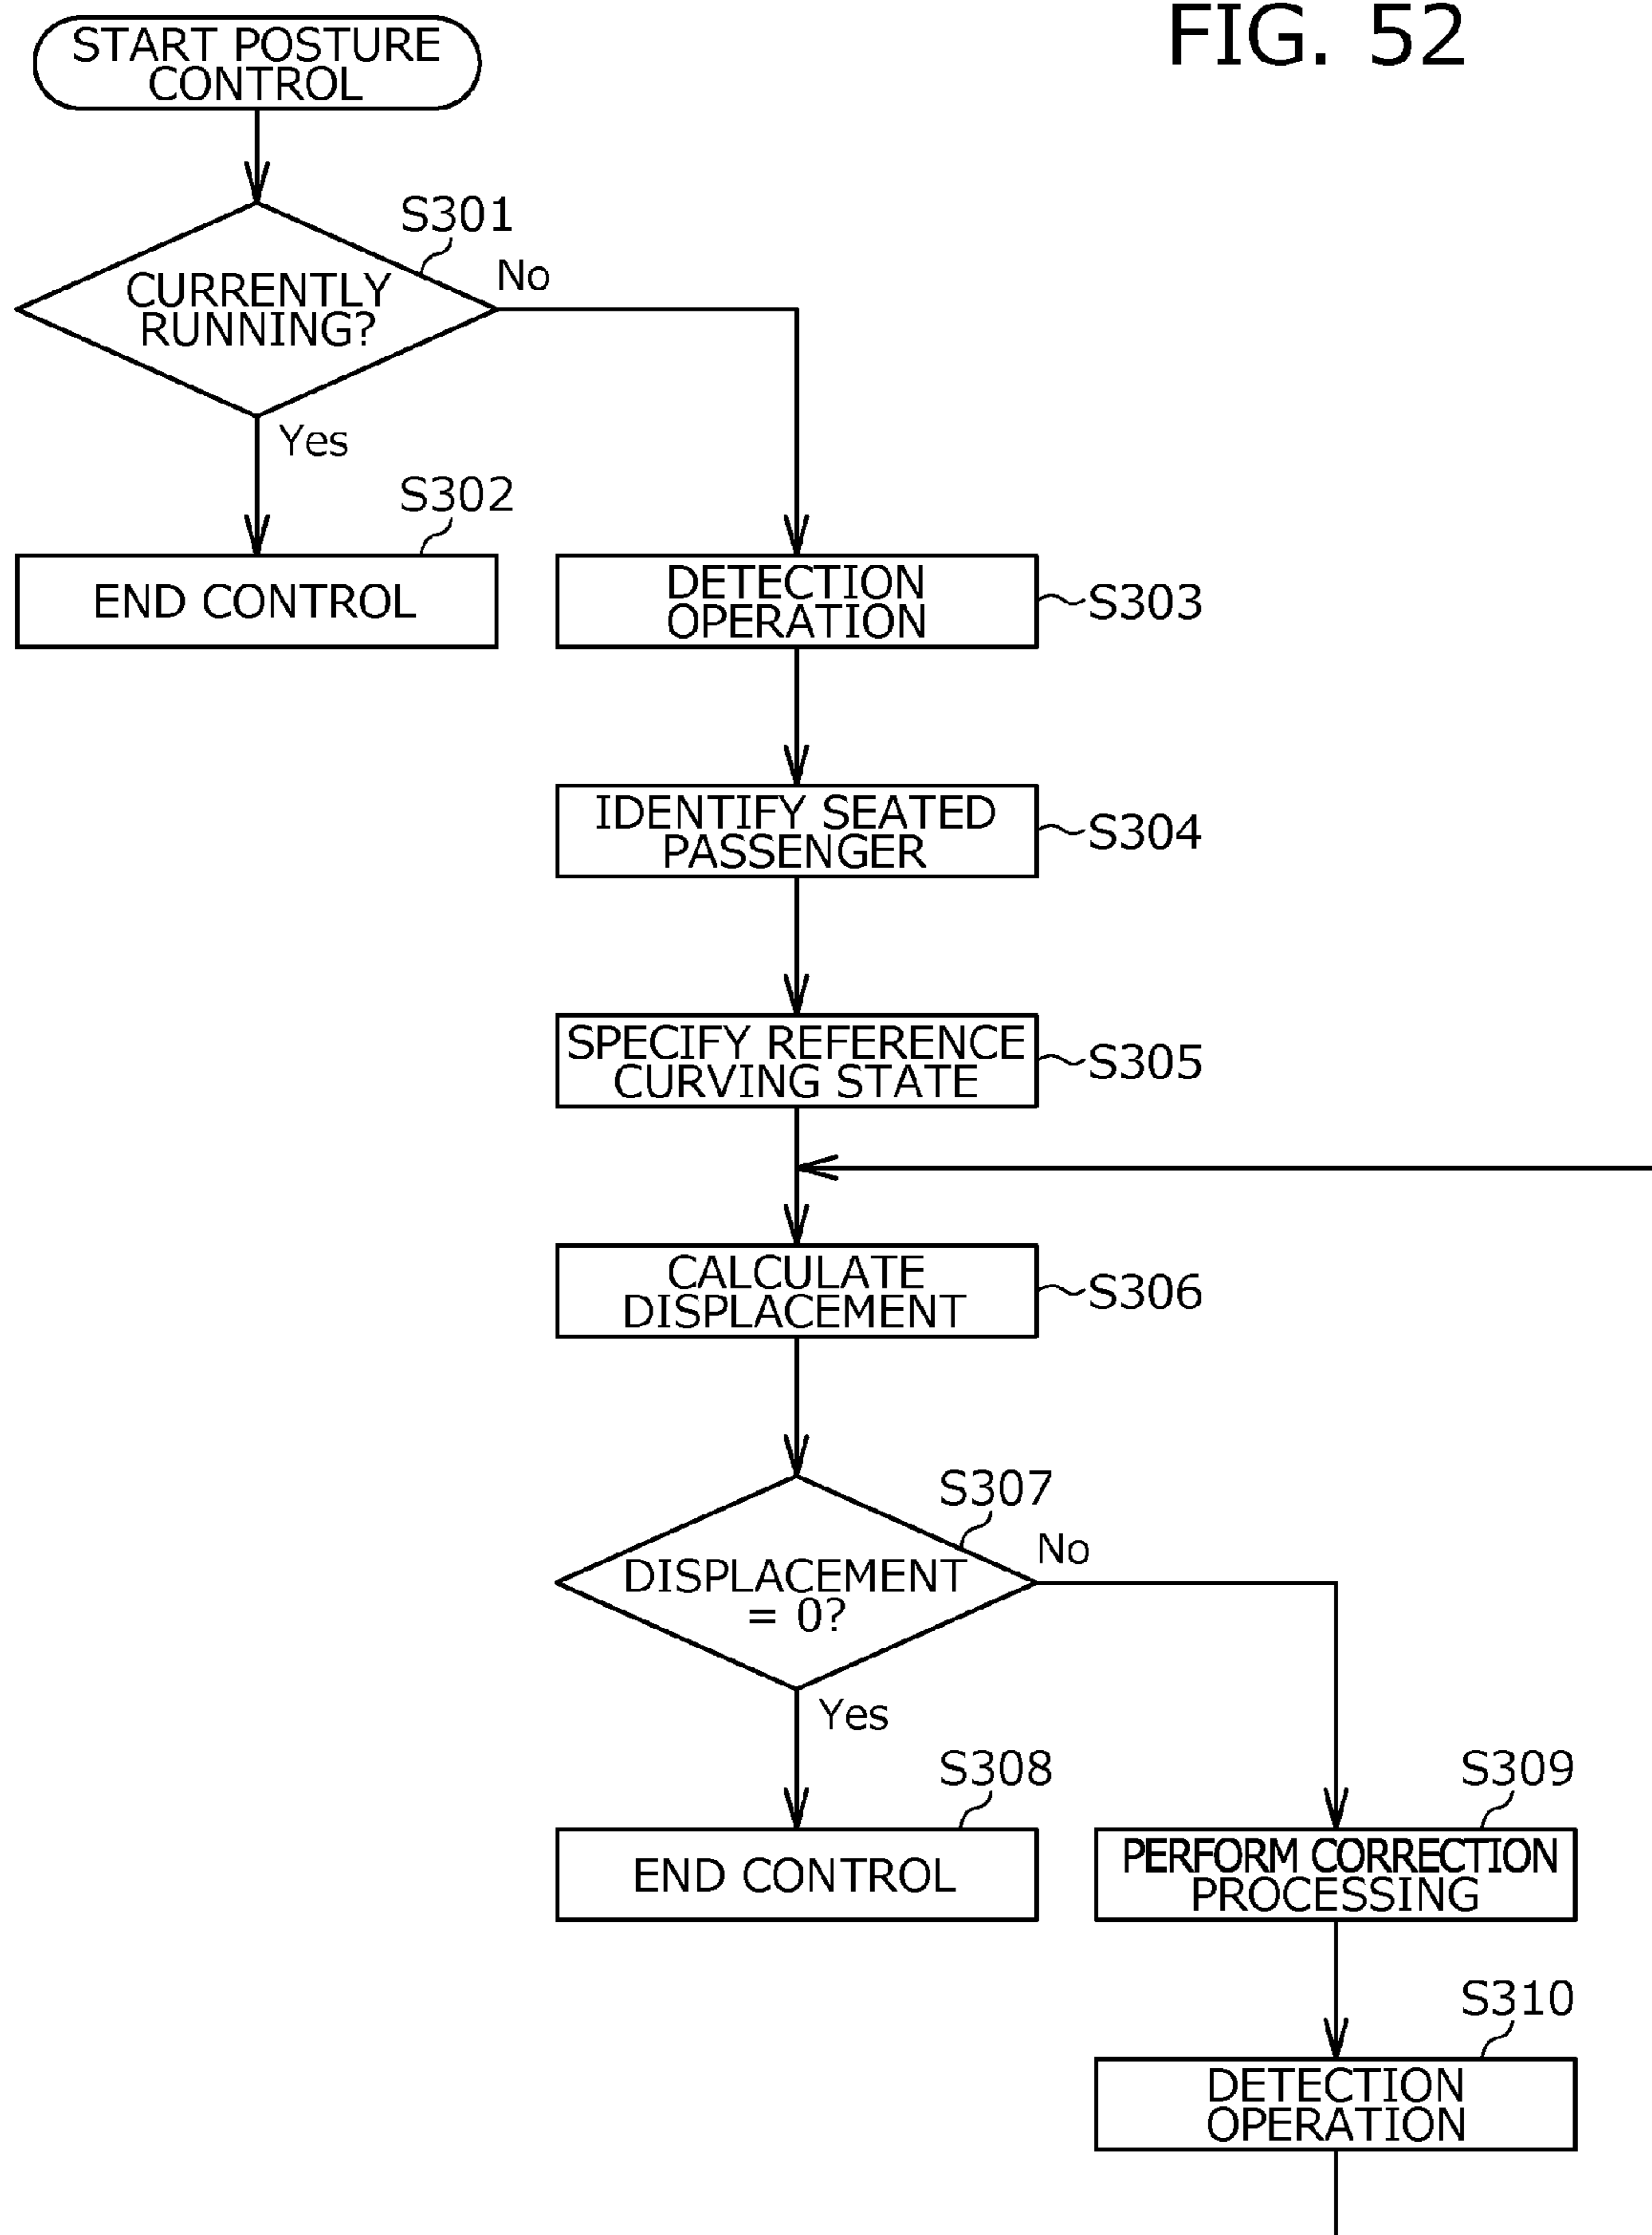 FIG. 52
START POSTURE
CONTROL
S301
CURRENTLY
RUNNING?
No
Yes
S302
END CONTROL
DETECTION
OPERATION
S303
IDENTIFY SEATED
PASSENGER
S304
SPECIFY REFERENCE
CURVING STATE
S305
CALCULATE
DISPLACEMENT
S306
S307
DISPLACEMENT
= 0?
No
Yes
S308
END CONTROL
S309
PERFORM CORRECTION
PROCESSING
S310
DETECTION
OPERATION